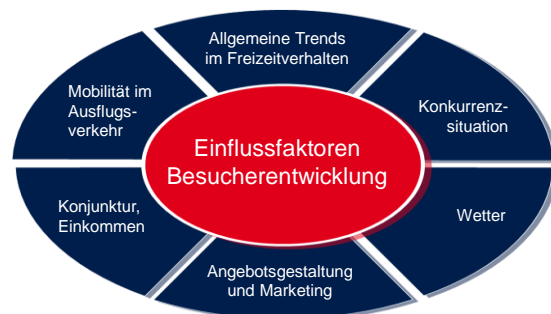 Allgemeine Trends
im Freizeitverhalten
Mobilität im
Ausflugs-
verkehr
Konkurrenz-
situation
Einflussfaktoren
Besucherentwicklung
Konjunktur,
Einkommen
Wetter
Angebotsgestaltung
und Marketing